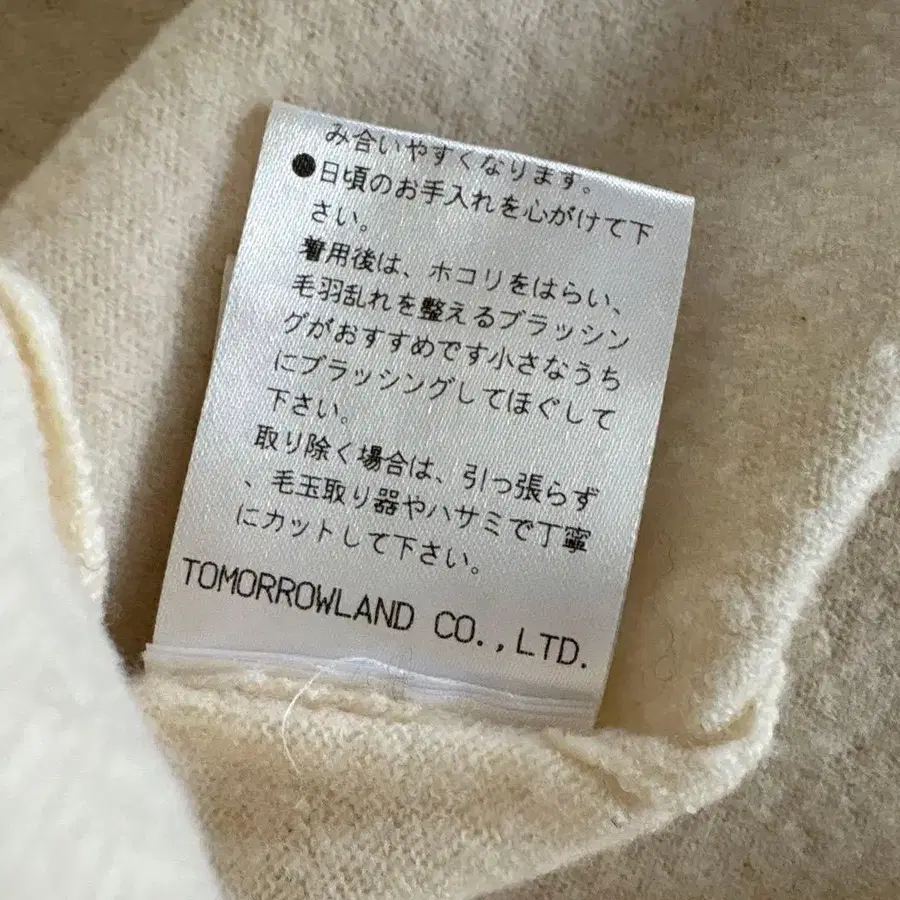 み合いやすくなります。
●日頃のお手入れを心がけて下
さい。
着用後は、ホコリをはらい、
毛羽乱れを整えるブラッシン
グがおすすめです小さなうち
にブラッシングしてほぐして
下さい。
取り除く場合は、引っ張らず
、毛玉取り器やハサミで丁寧
にカットして下さい。
TOMORROWLAND CO.,LTD.